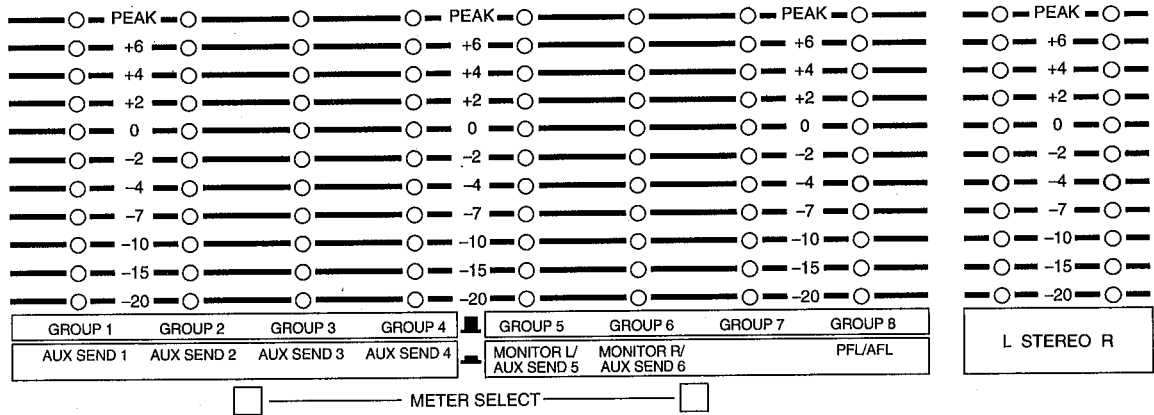 PEAK PEAK PEAK PEAK
+6 +6 +6 +6
+4 +4 +4 +4
+2 +2 +2 +2
0 0 0 0
−2 −2 −2 −2
−4 −4 −4 −4
−7 −7 −7 −7
−10 −10 −10 −10
−15 −15 −15 −15
−20 −20 −20 −20
GROUP 1 GROUP 2 GROUP 3 GROUP 4 GROUP 5 GROUP 6 GROUP 7 GROUP 8
L STEREO R
AUX SEND 1 AUX SEND 2 AUX SEND 3 AUX SEND 4 MONITOR L/ MONITOR R/ PFL/AFL
AUX SEND 5 AUX SEND 6
METER SELECT